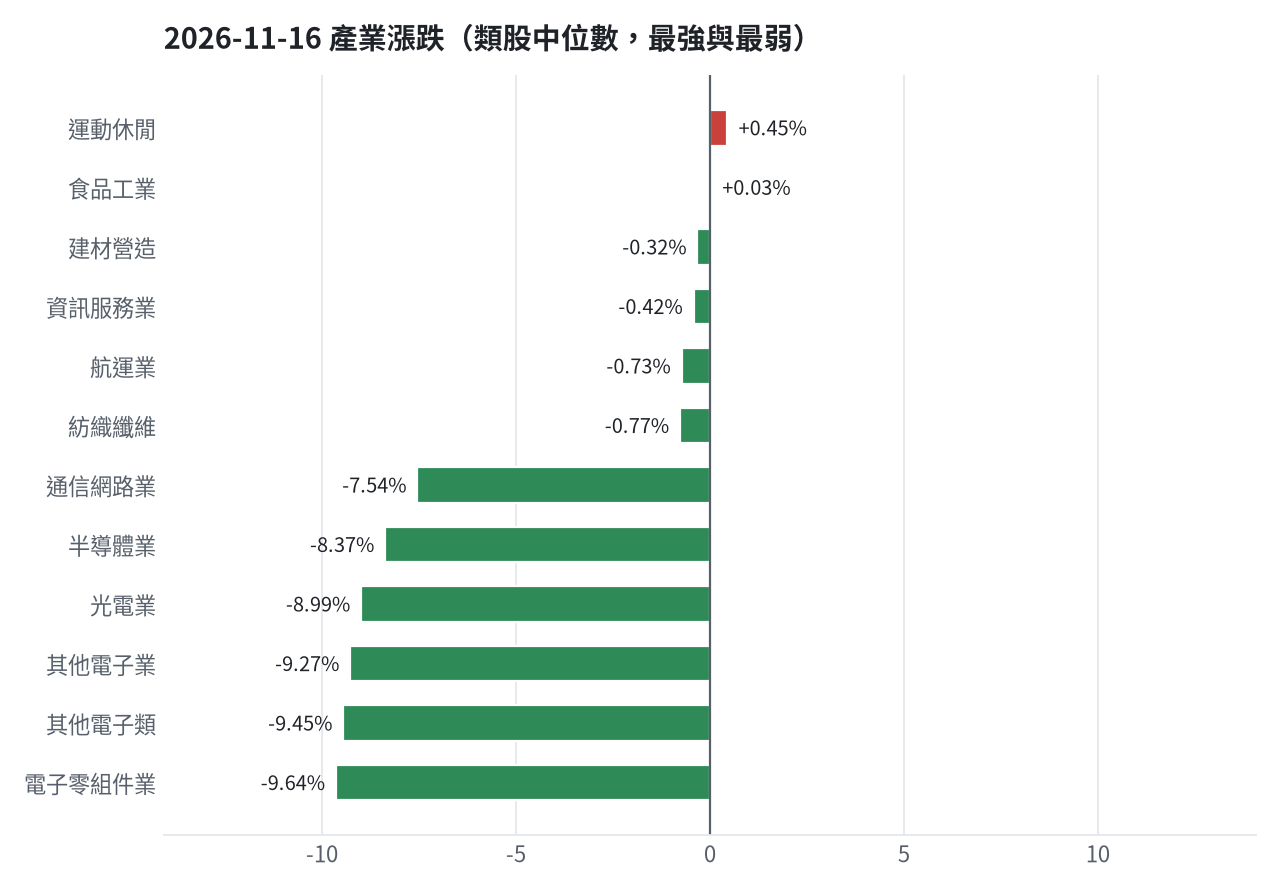 2026-11-16 產業漲跌（類股中位數，最強與最弱）
運動休閒 +0.45%
食品工業 +0.03%
建材營造 -0.32%
資訊服務業 -0.42%
航運業 -0.73%
紡織纖維 -0.77%
通信網路業 -7.54%
半導體業 -8.37%
光電業 -8.99%
其他電子業 -9.27%
其他電子類 -9.45%
電子零組件業 -9.64%
-10 -5 0 5 10